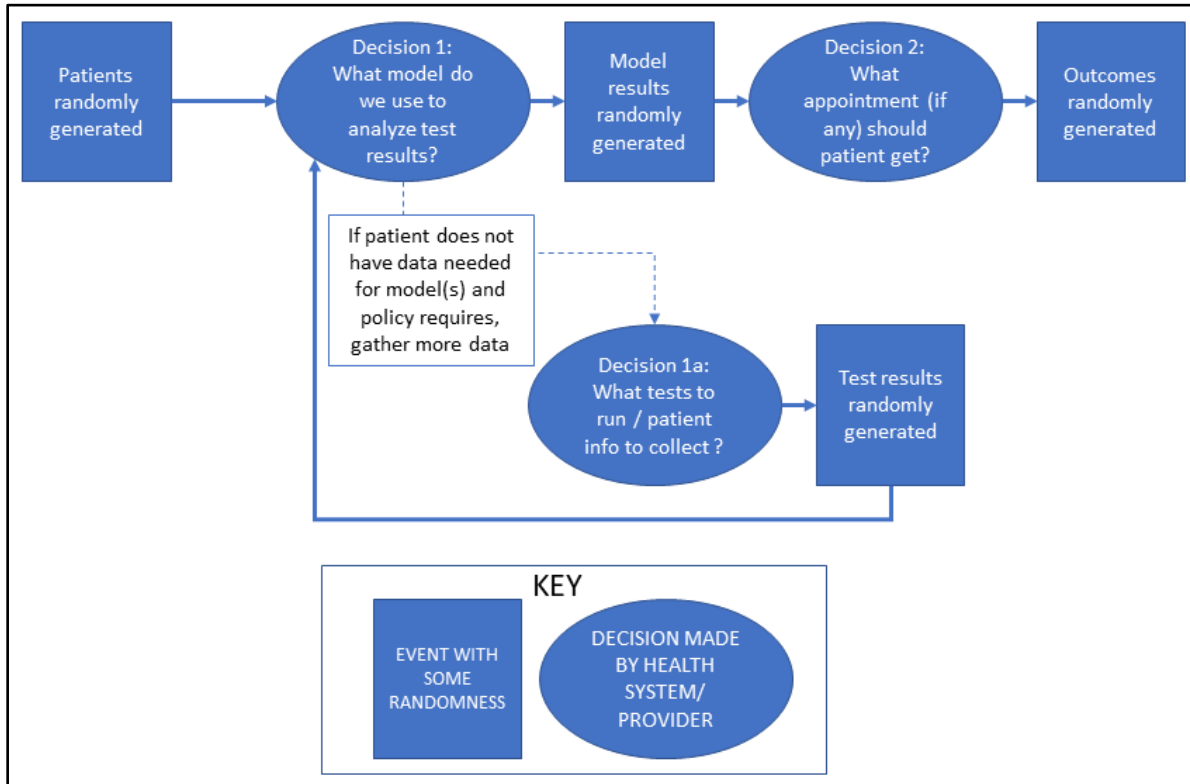 Patients
randomly
generated
Decision 1:
What model do
we use to
analyze test
results?
Model
results
randomly
generated
Decision 2:
What
appointment (if
any) should
patient get?
Outcomes
randomly
generated
If patient does not
have data needed
for model(s) and
policy requires,
gather more data
Decision 1a:
What tests to
run / patient
info to collect ?
Test results
randomly
generated
KEY
EVENT WITH
SOME
RANDOMNESS
DECISION MADE
BY HEALTH
SYSTEM/
PROVIDER